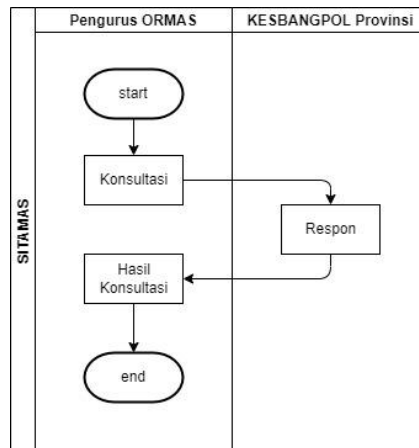 Pengurus ORMAS
KESBANGPOL Provinsi
SITAMAS
start
Konsultasi
Respon
Hasil
Konsultasi
end